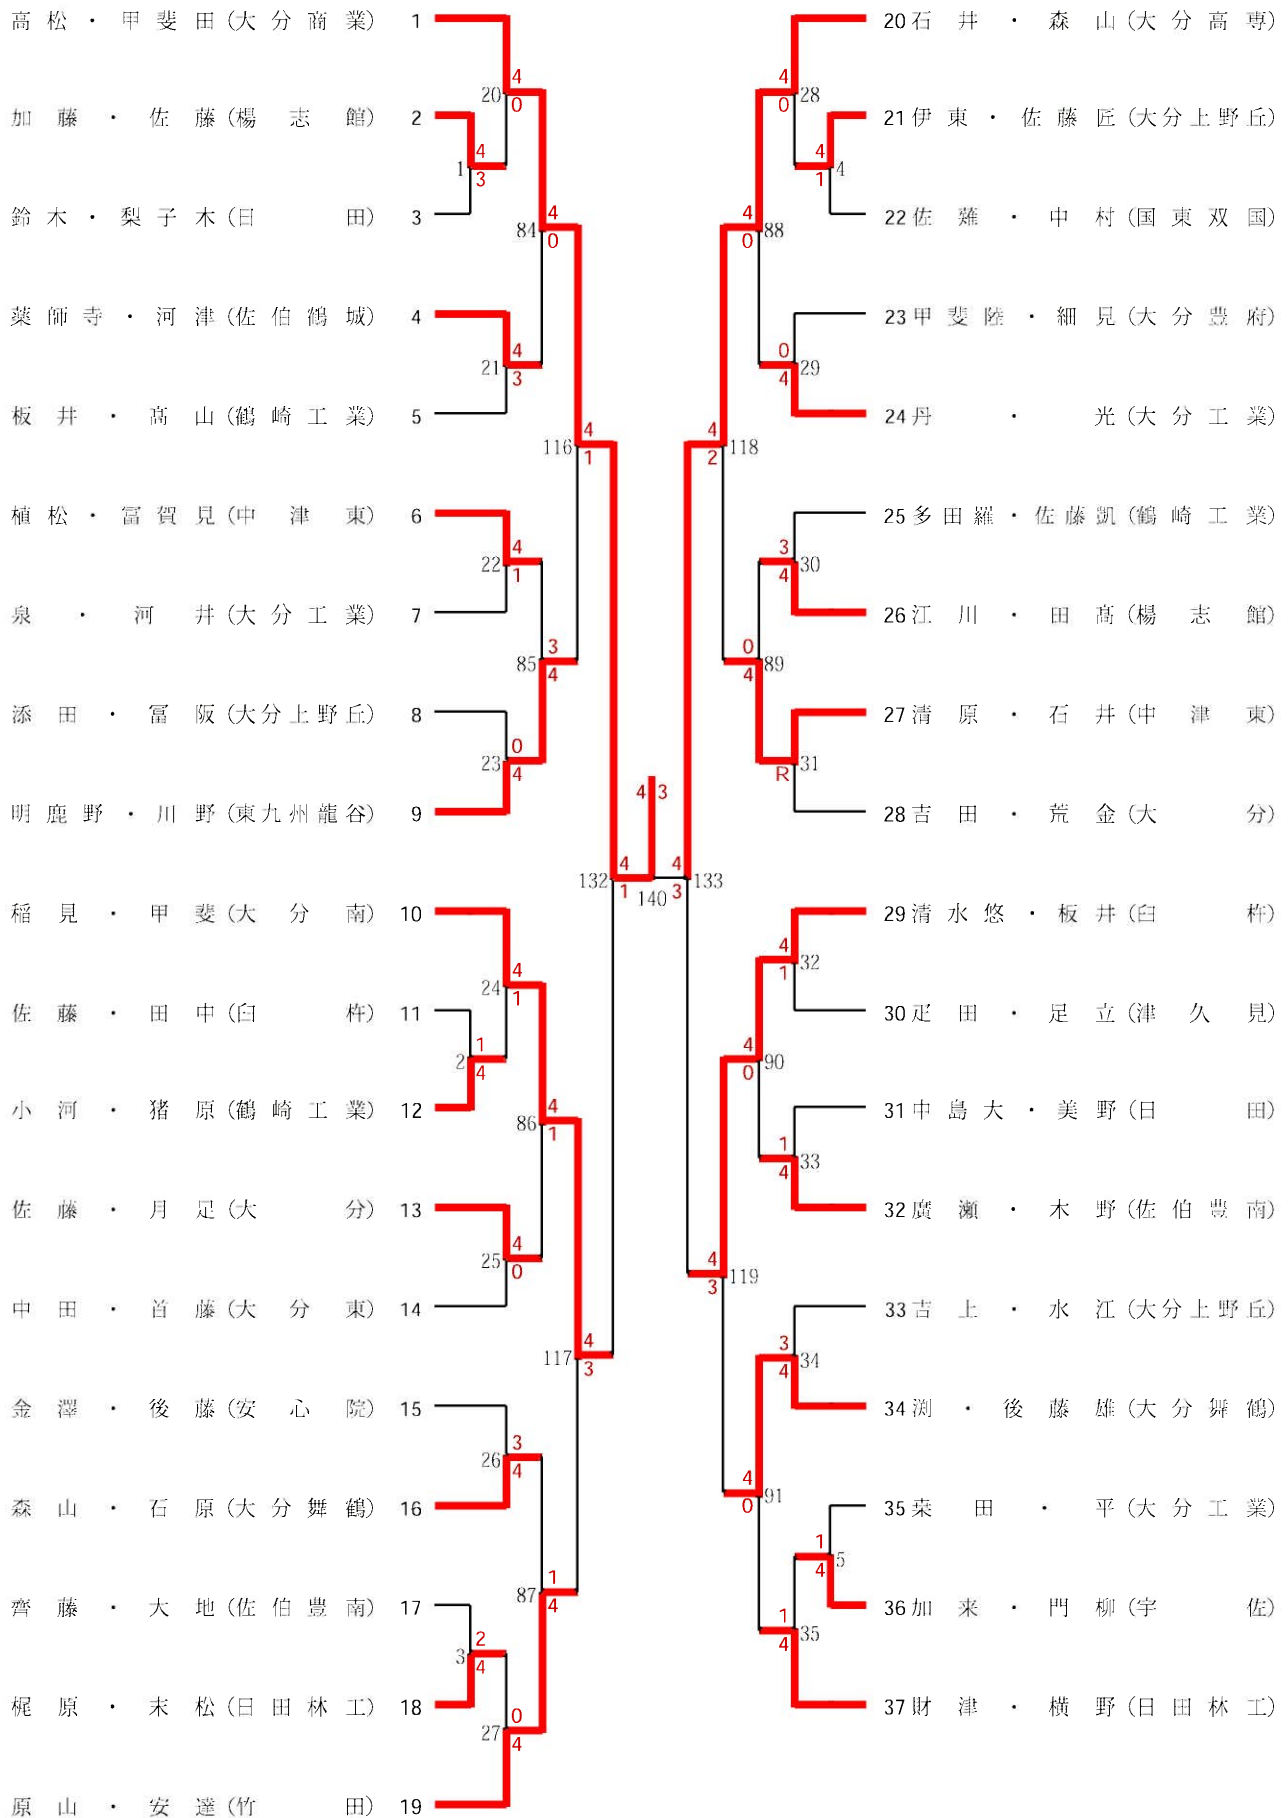 高松・甲斐田(大分商業) 1
加藤・佐藤(楊志館) 2
鈴木・梨子木(日田) 3
薬師寺・河津(佐伯鶴城) 4
板井・髙山(鶴崎工業) 5
植松・冨賀見(中津東) 6
泉・河井(大分工業) 7
添田・冨阪(大分上野丘) 8
明鹿野・川野(東九州龍谷) 9
稲見・甲斐(大分南) 10
佐藤・田中(臼杵) 11
小河・猪原(鶴崎工業) 12
佐藤・月足(大分) 13
中田・首藤(大分東) 14
金澤・後藤(安心院) 15
森山・石原(大分舞鶴) 16
齊藤・大地(佐伯豊南) 17
梶原・末松(日田林工) 18
原山・安達(竹田) 19
20 4 0
1 4 3
84 4 0
21 4 3
116 4 1
22 4 1
85 3 4
23 0 4
132 4 1
24 4 1
2 1 4
86 4 1
25 4 0
117 4 3
26 3 4
87 1 4
3 2 4
27 0 4
4 3
140
20 石井・森山(大分高専)
21 伊東・佐藤匠(大分上野丘)
22 佐薙・中村(国東双国)
23 甲斐陸・細見(大分豊府)
24 丹・光(大分工業)
25 多田羅・佐藤凱(鶴崎工業)
26 江川・田髙(楊志館)
27 清原・石井(中津東)
28 吉田・荒金(大分)
29 清水悠・板井(臼杵)
30 疋田・足立(津久見)
31 中島大・美野(日田)
32 廣瀬・木野(佐伯豊南)
33 吉上・水江(大分上野丘)
34 渕・後藤雄(大分舞鶴)
35 来田・平(大分工業)
36 加来・門柳(宇佐)
37 財津・横野(日田林工)
4 0 28
4 1 4
4 0 88
0 4 29
4 2 118
3 4 30
0 4 89
R 31
4 3 133
4 1 32
4 0 90
1 4 33
4 3 119
3 4 34
4 0 91
1 4 5
1 4 35